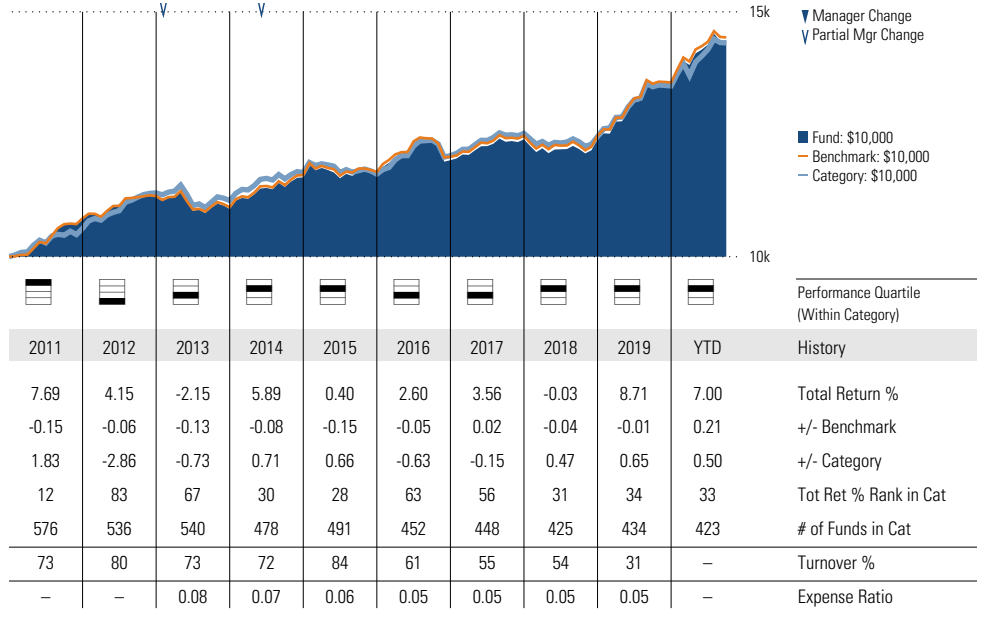 15k
Manager Change
Partial Mgr Change
Fund: $10,000
Benchmark: $10,000
Category: $10,000
10k
Performance Quartile
(Within Category)
2011 2012 2013 2014 2015 2016 2017 2018 2019 YTD History
7.69 4.15 -2.15 5.89 0.40 2.60 3.56 -0.03 8.71 7.00 Total Return %
-0.15 -0.06 -0.13 -0.08 -0.15 -0.05 0.02 -0.04 -0.01 0.21 +/- Benchmark
1.83 -2.86 -0.73 0.71 0.66 -0.63 -0.15 0.47 0.65 0.50 +/- Category
12 83 67 30 28 63 56 31 34 33 Tot Ret % Rank in Cat
576 536 540 478 491 452 448 425 434 423 # of Funds in Cat
73 80 73 72 84 61 55 54 31 – Turnover %
– – 0.08 0.07 0.06 0.05 0.05 0.05 0.05 – Expense Ratio